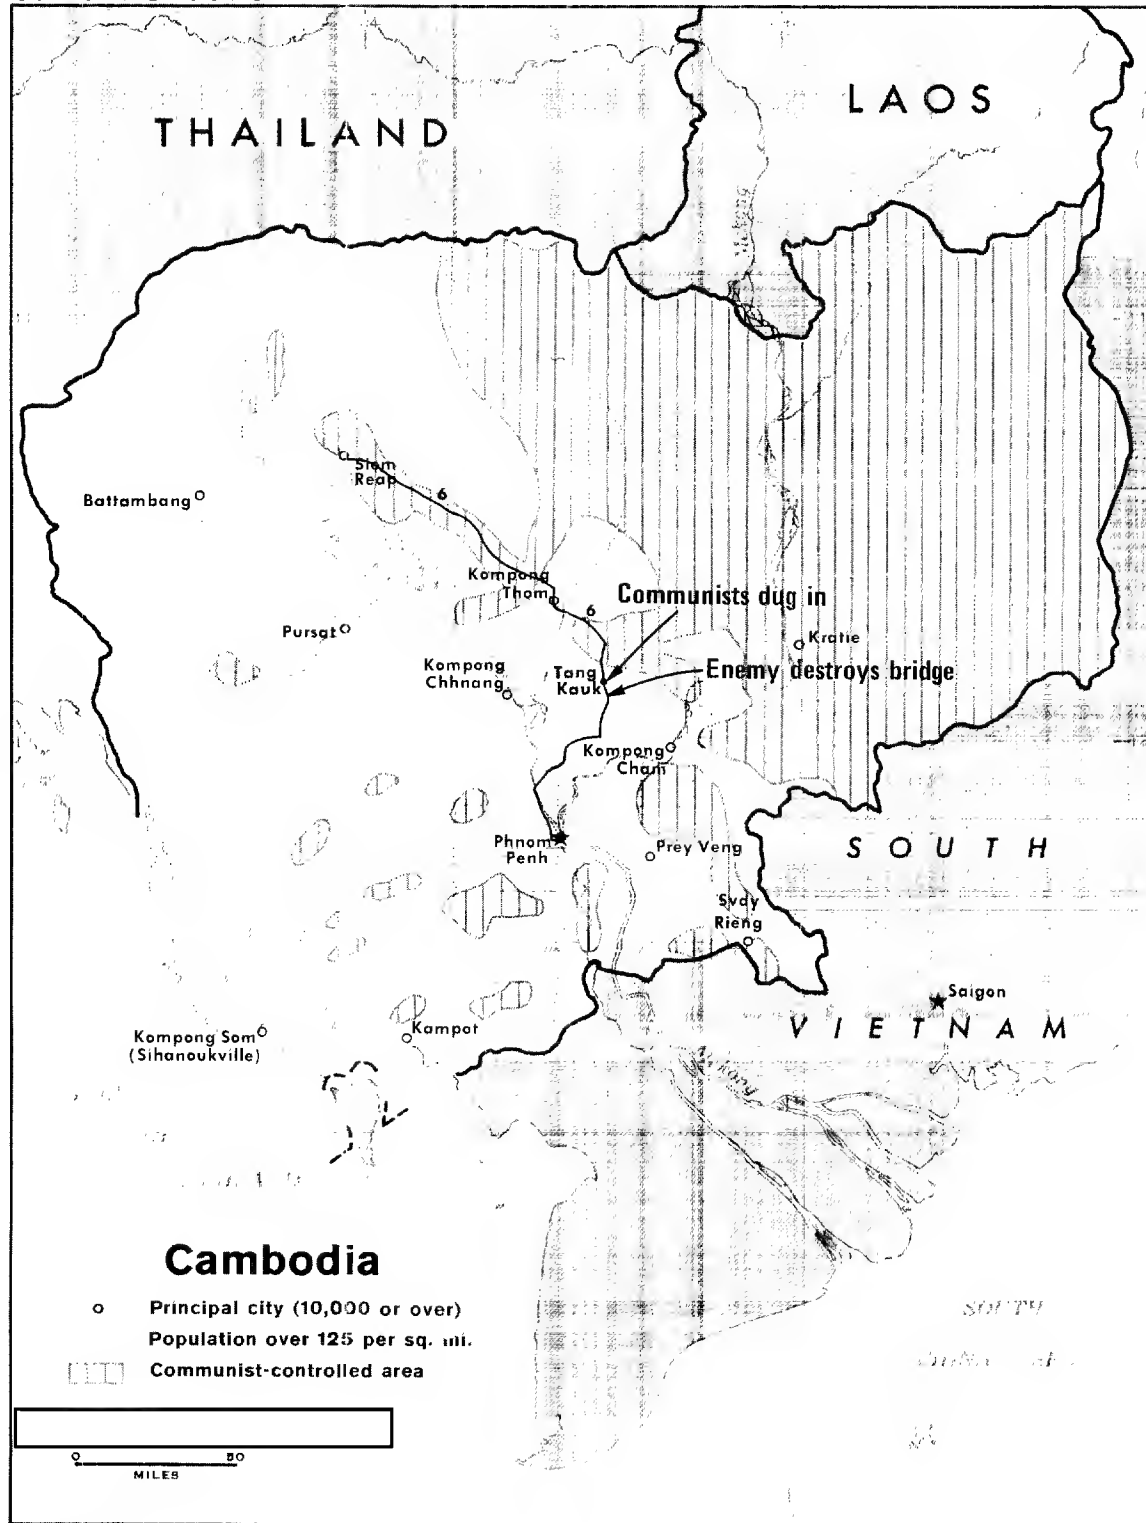 THAILAND
LAOS
Mekong
Siem
Reap
Battambang
6
Kompong
Thom
Communists dug in
6
Pursat
Kratie
Kompong
Chhnang
Tang
Kauk
Enemy destroys bridge
Kompong
Cham
Phnom
Penh
Prey Veng
SOUTH
Svay
Rieng
Saigon
VIETNAM
Kompong Som
(Sihanoukville)
Kampot
Cambodia
Principal city (10,000 or over)
Population over 125 per sq. mi.
Communist-controlled area
SOUTH
0 50
MILES